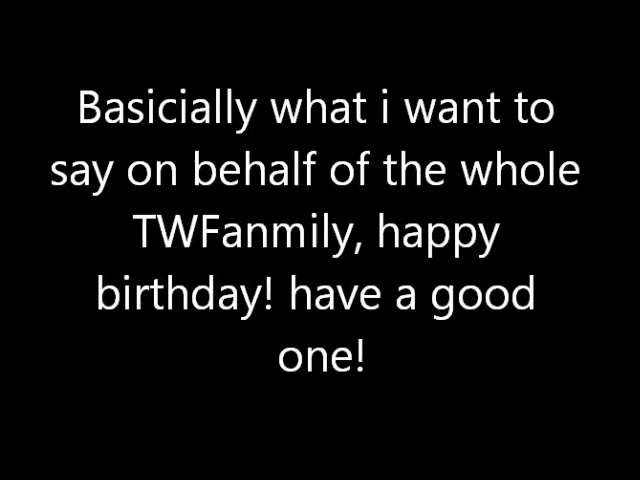 Basicially what i want to
say on behalf of the whole
TWFanmily, happy
birthday! have a good
one!